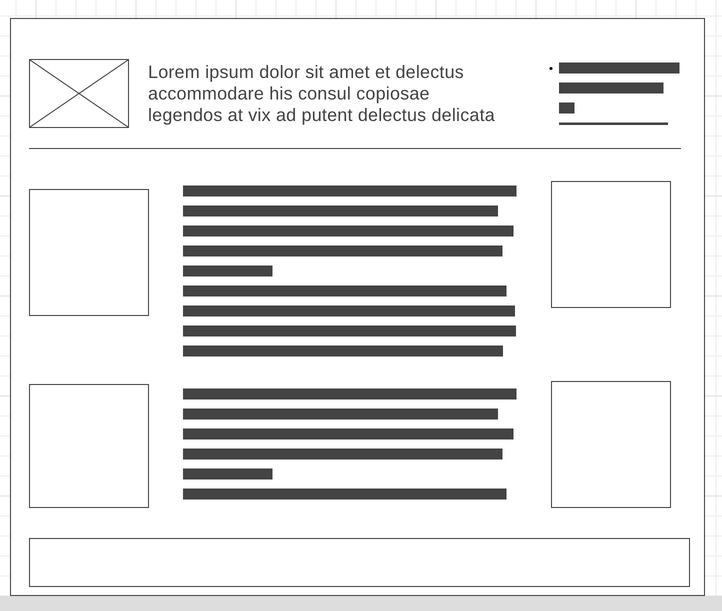 Lorem ipsum dolor sit amet et delectus
accommodare his consul copiosae
legendos at vix ad putent delectus delicata